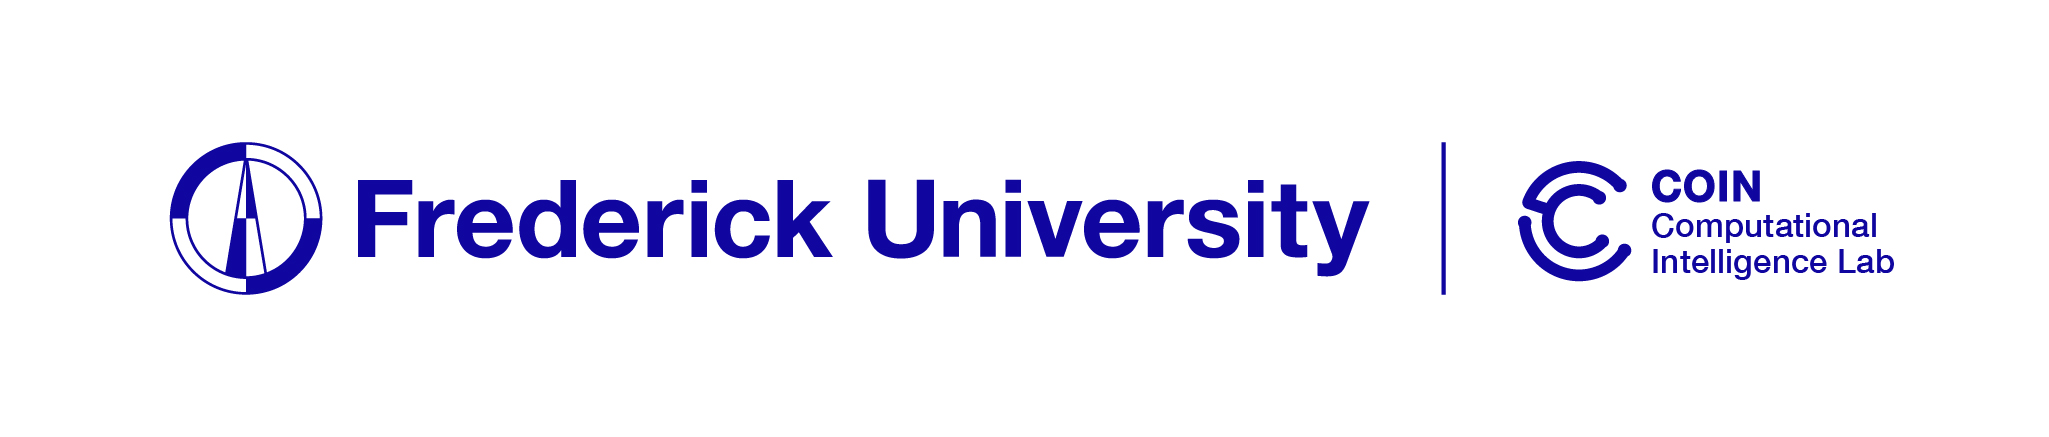 Frederick University
COIN
Computational
Intelligence Lab